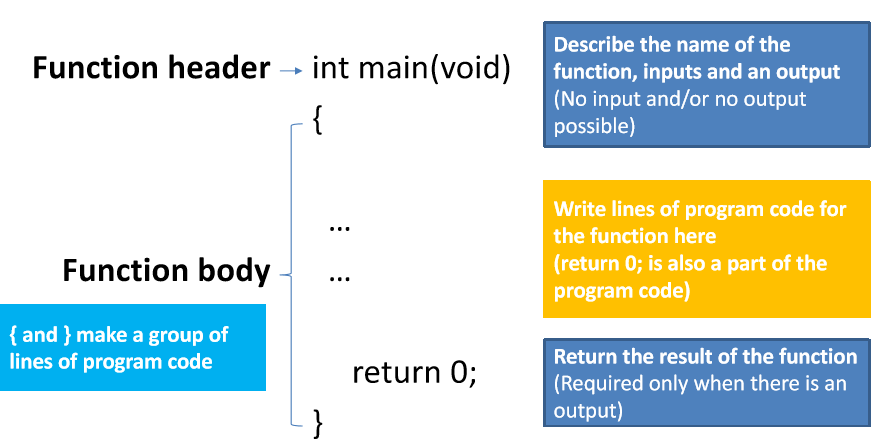 Function header
int main(void)
{
...
...
return 0;
}
Function body
{ and } make a group of
lines of program code
Describe the name of the
function, inputs and an output
(No input and/or no output
possible)
Write lines of program code for
the function here
(return 0; is also a part of the
program code)
Return the result of the function
(Required only when there is an
output)